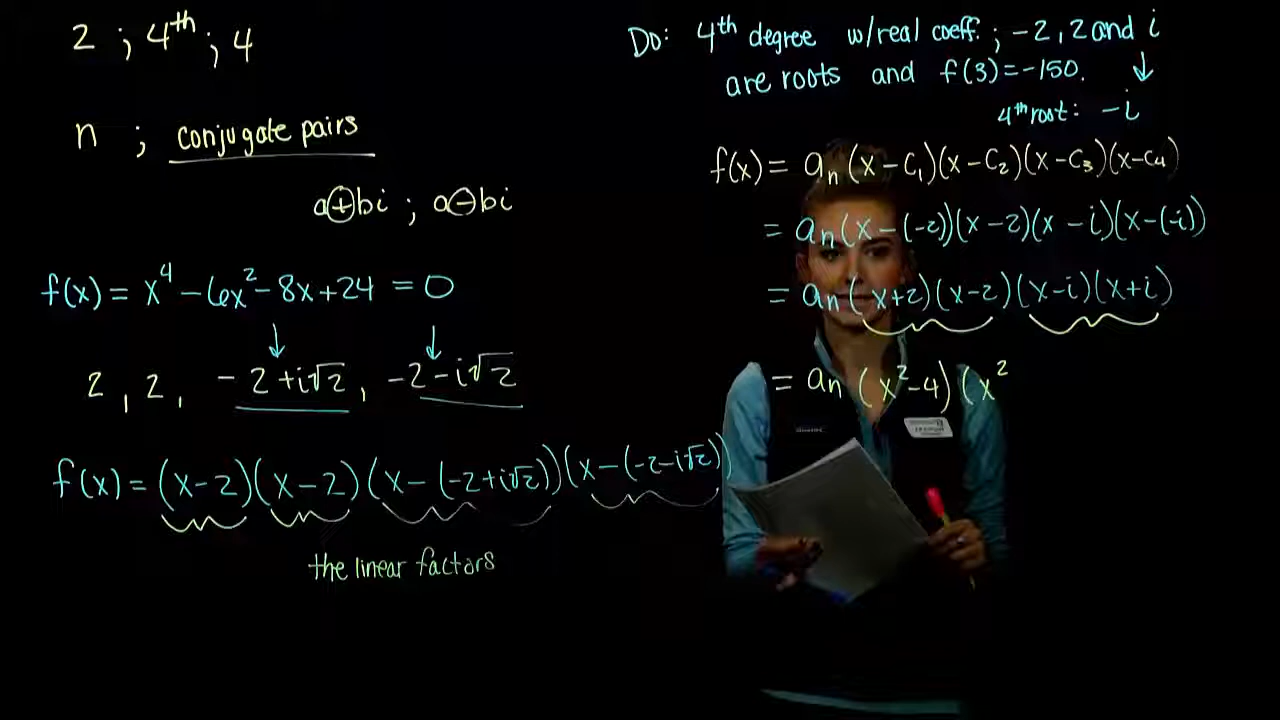 2 ; 4th ; 4
n ; conjugate pairs
a+bi ; a-bi
f(x) = x⁴ - 6x² - 8x + 24 = 0
2, 2, -2+i√2, -2-i√2
f(x) = (x-2)(x-2)(x-(-2+i√2))(x-(-2-i√2))
the linear factors
Do: 4th degree w/real coeff. ; -2, 2 and i
are roots and f(3) = -150.
4th root: -i
f(x) = aₙ(x-c₁)(x-c₂)(x-c₃)(x-c₄)
= aₙ(x-(-2))(x-2)(x-i)(x-(-i))
= aₙ(x+2)(x-2)(x-i)(x+i)
= aₙ(x²-4)(x²